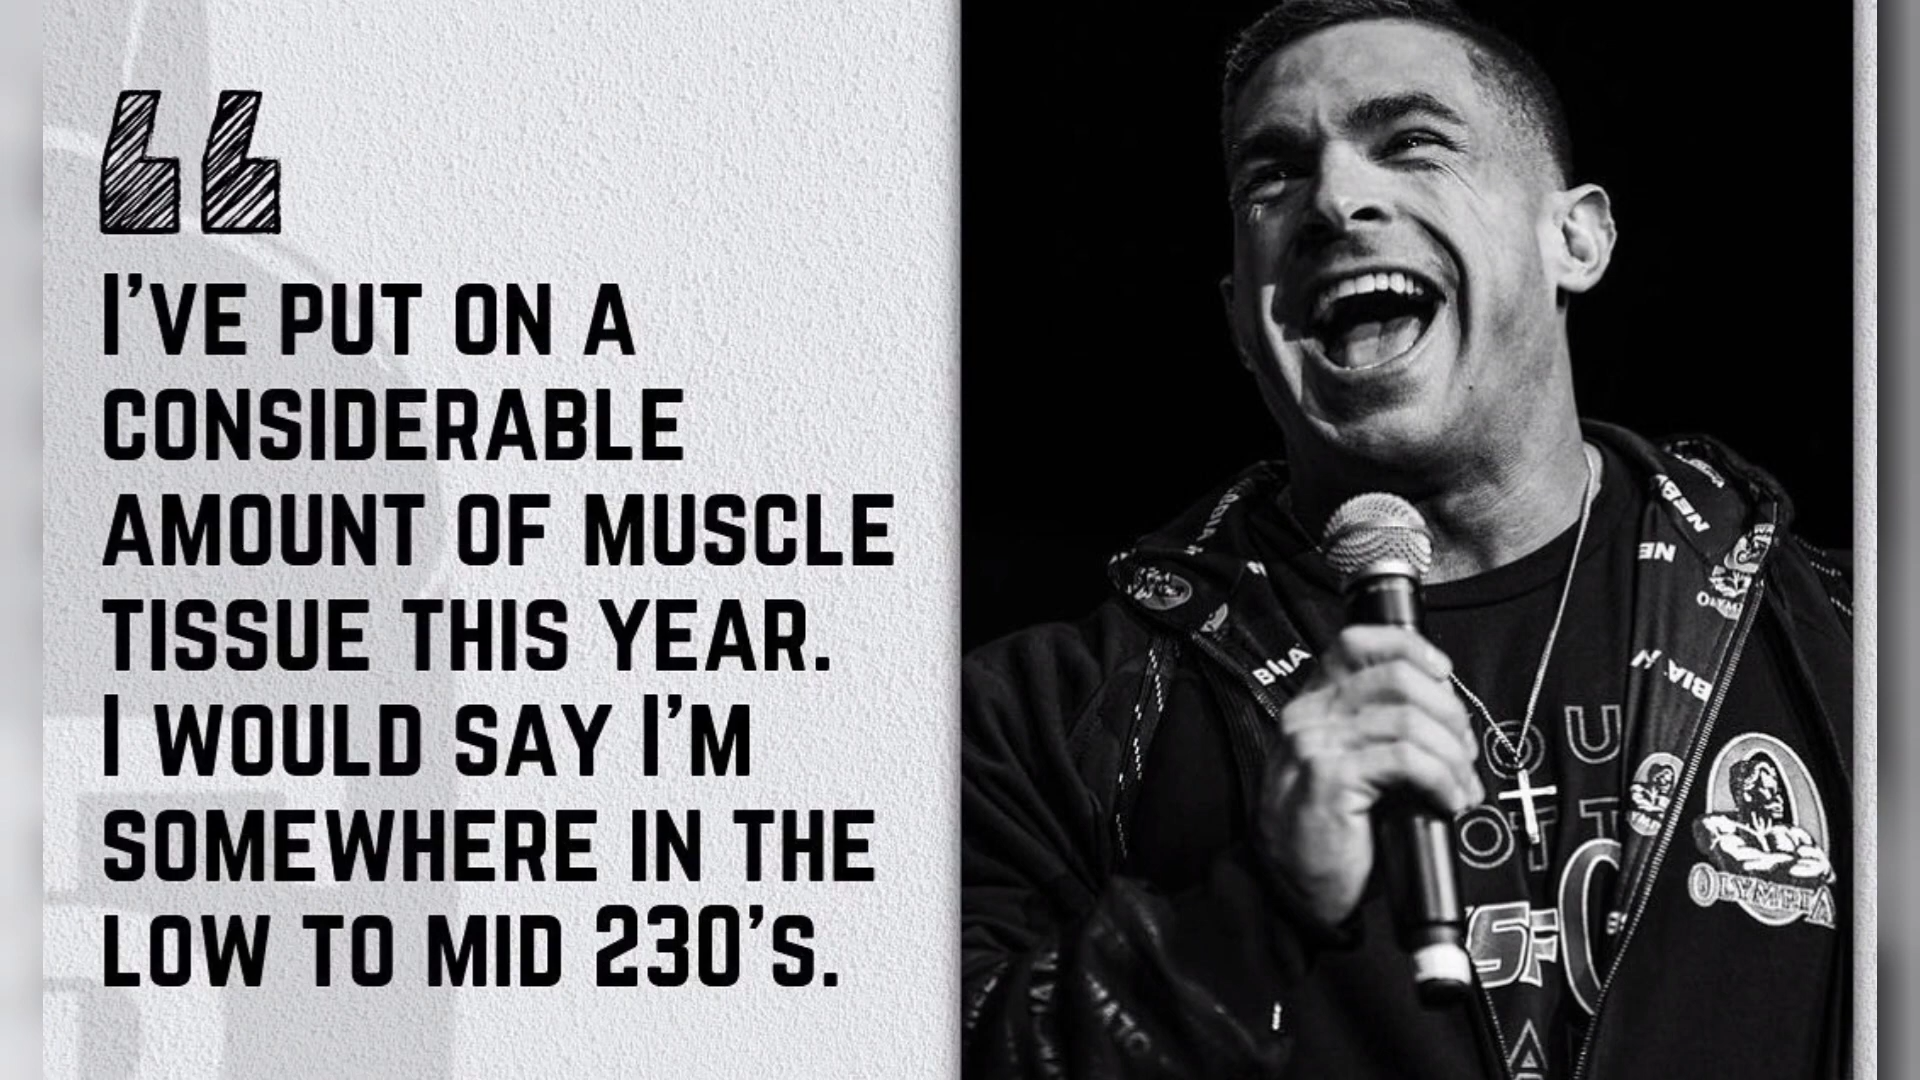 I'VE PUT ON A
CONSIDERABLE
AMOUNT OF MUSCLE
TISSUE THIS YEAR.
I WOULD SAY I'M
SOMEWHERE IN THE
LOW TO MID 230'S.
OLYMPIA